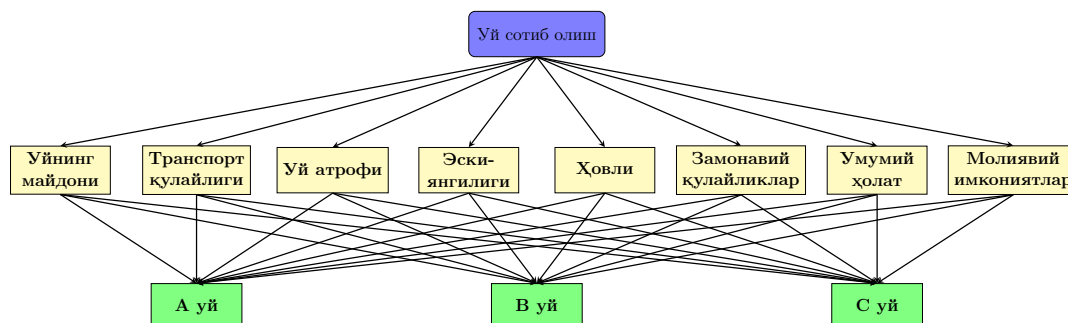 Уй сотиб олиш
Уйнинг
майдони
Транспорт
қулайлиги
Уй атрофи
Эски-
янгилиги
Ҳовли
Замонавий
қулайликлар
Умумий
ҳолат
Молиявий
имкониятлар
А уй
В уй
С уй